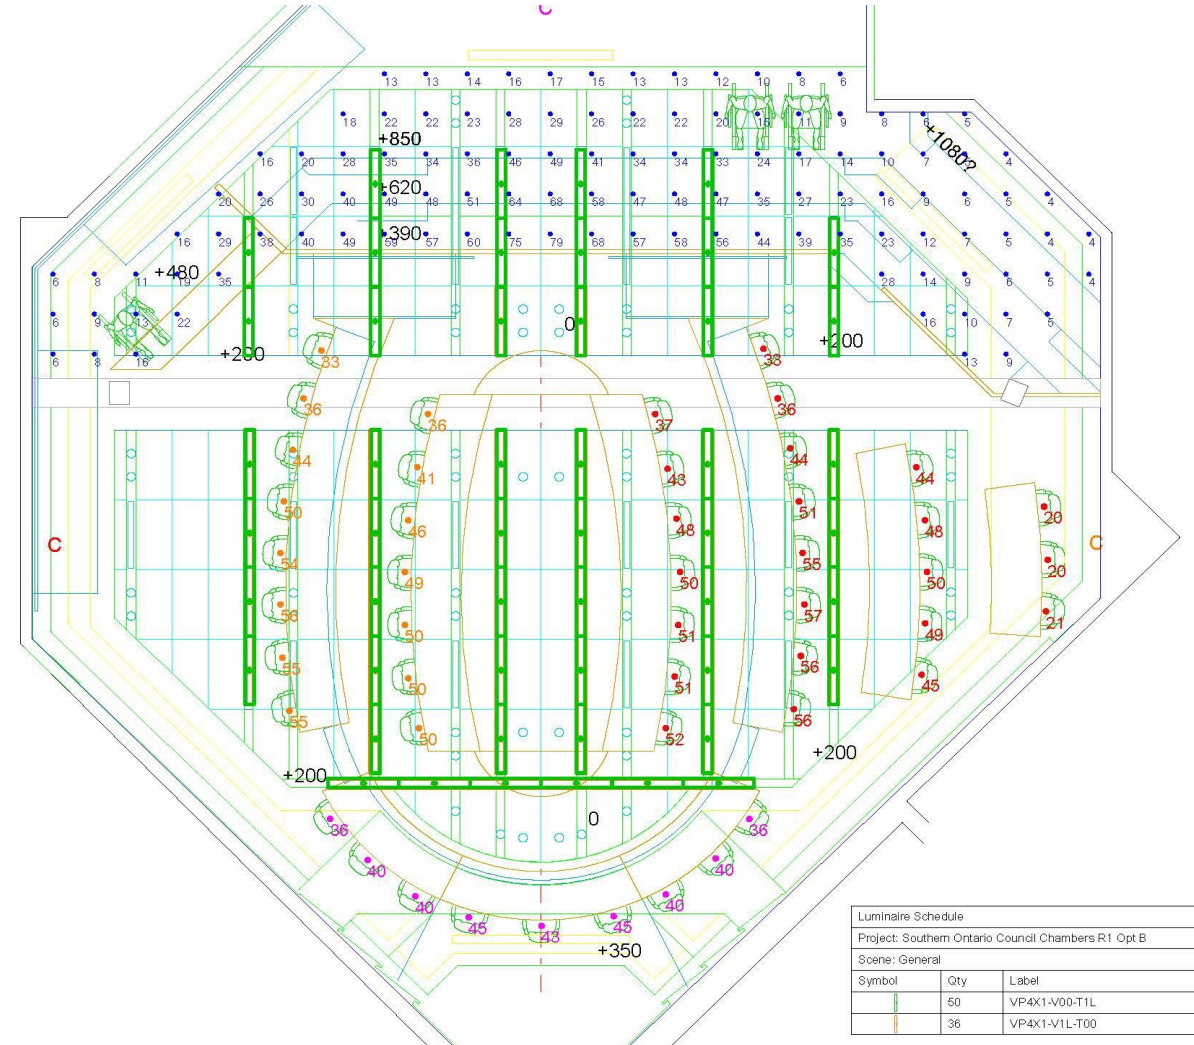 C
13 13 14 16 17 15 13 13 12 10 8 6
18 22 22 23 28 29 26 22 22 20 15 11 9 8 6 5
+850
+1080?
16 20 28 35 34 36 46 49 41 34 34 33 24 17 14 10 7 4
+620
20 26 30 40 49 48 51 64 68 58 47 48 47 35 27 23 16 9 6 5 4
+390
16 29 38 40 49 59 57 60 75 79 68 57 58 56 44 39 35 23 12 7 5 4 4
+480
6 8 11 19 35 28 14 9 5 4
6 9 13 22 0 16 10 7 5
+200 +200
6 8 16 33 33 13 9
36 36 36 37
44 41 43 44 44
50 46 48 51 48 20
C C
54 49 50 55 50 20
56 50 51 57 49 21
55 50 51 56 45
55 50 52 56
+200 +200
36 0 36
40 40
40 40
45 43 45
+350
Luminaire Schedule
Project: Southern Ontario Council Chambers R1 Opt B
Scene: General
Symbol Qty Label
50 VP4X1-V00-T1L
36 VP4X1-V1L-T00